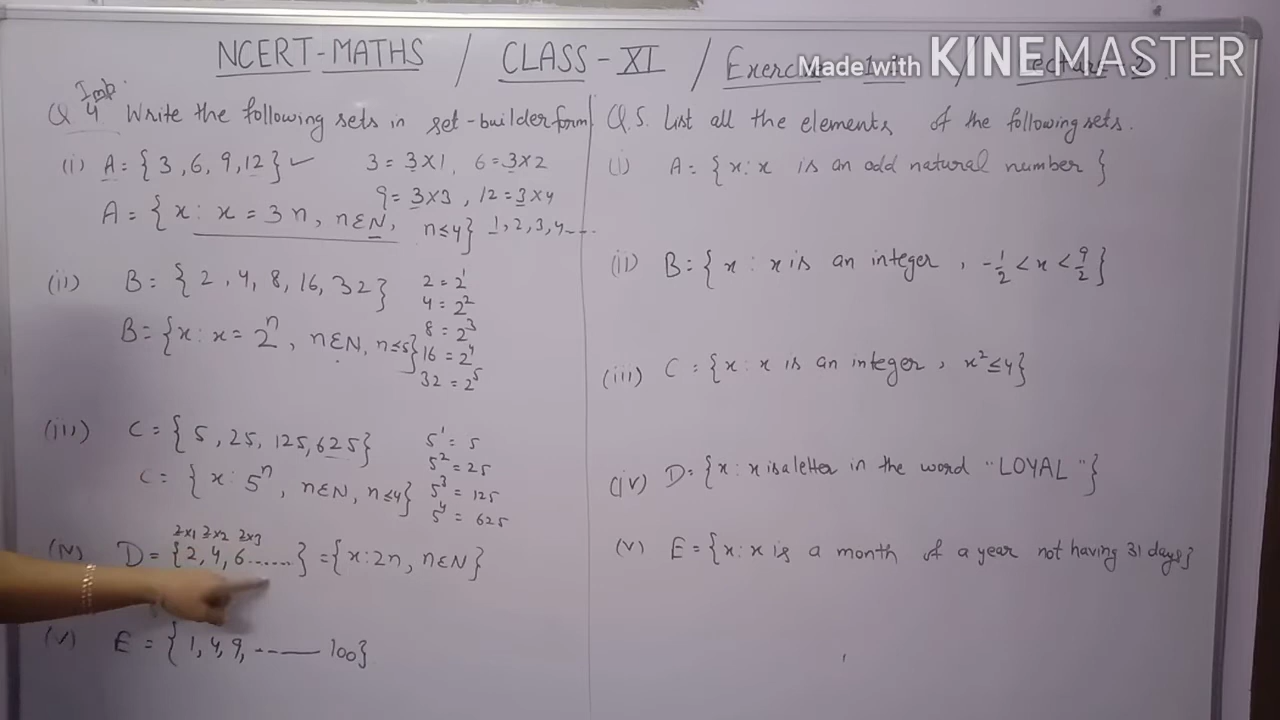 NCERT-MATHS / CLASS-XI / Exercise
Made with KINEMASTER
Imp
Q 4 Write the following sets in set-builder form
(i) A = { 3, 6, 9, 12 } ✓ 3 = 3×1, 6 = 3×2
9 = 3×3, 12 = 3×4
A = { x : x = 3n, n∈N, n≤4 } 1, 2, 3, 4.....
(ii) B = { 2, 4, 8, 16, 32 } 2 = 2¹
4 = 2²
8 = 2³
B = { x : x = 2ⁿ, n∈N, n≤5 } 16 = 2⁴
32 = 2⁵
(iii) C = { 5, 25, 125, 625 } 5¹ = 5
5² = 25
C = { x : 5ⁿ, n∈N, n≤4 } 5³ = 125
5⁴ = 625
2×1 2×2 2×3
(iv) D = { 2, 4, 6 ...... } = { x : 2n, n∈N }
(v) E = { 1, 4, 9, ------ 100 }
Q.5. List all the elements of the following sets.
(i) A = { x : x is an odd natural number }
(ii) B = { x : x is an integer, -1/2 < x < 9/2 }
(iii) C = { x : x is an integer, x² ≤ 4 }
(iv) D = { x : x is a letter in the word "LOYAL" }
(v) E = { x : x is a month of a year not having 31 days }